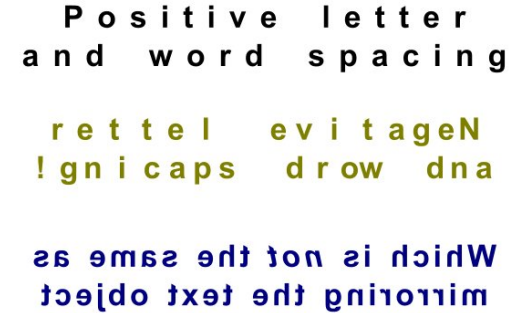 Positive letter
and word spacing
rettel evitageN
!gnicaps drow dna
Which is not the same as
mirroring the text object